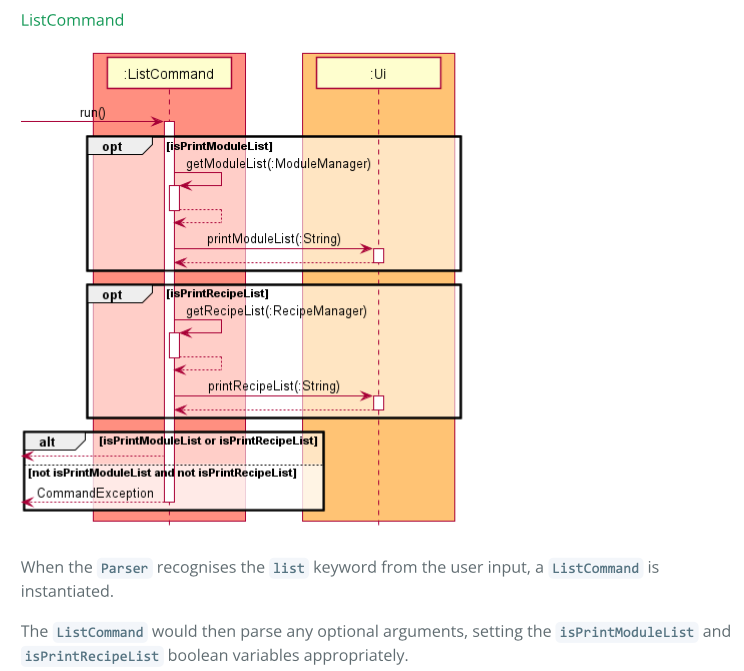 ListCommand
:ListCommand :Ui
run()
opt [isPrintModuleList]
getModuleList(:ModuleManager)
printModuleList(:String)
opt [isPrintRecipeList]
getRecipeList(:RecipeManager)
printRecipeList(:String)
alt [isPrintModuleList or isPrintRecipeList]
[not isPrintModuleList and not isPrintRecipeList]
CommandException
When the Parser recognises the list keyword from the user input, a ListCommand is
instantiated.
The ListCommand would then parse any optional arguments, setting the isPrintModuleList and
isPrintRecipeList boolean variables appropriately.